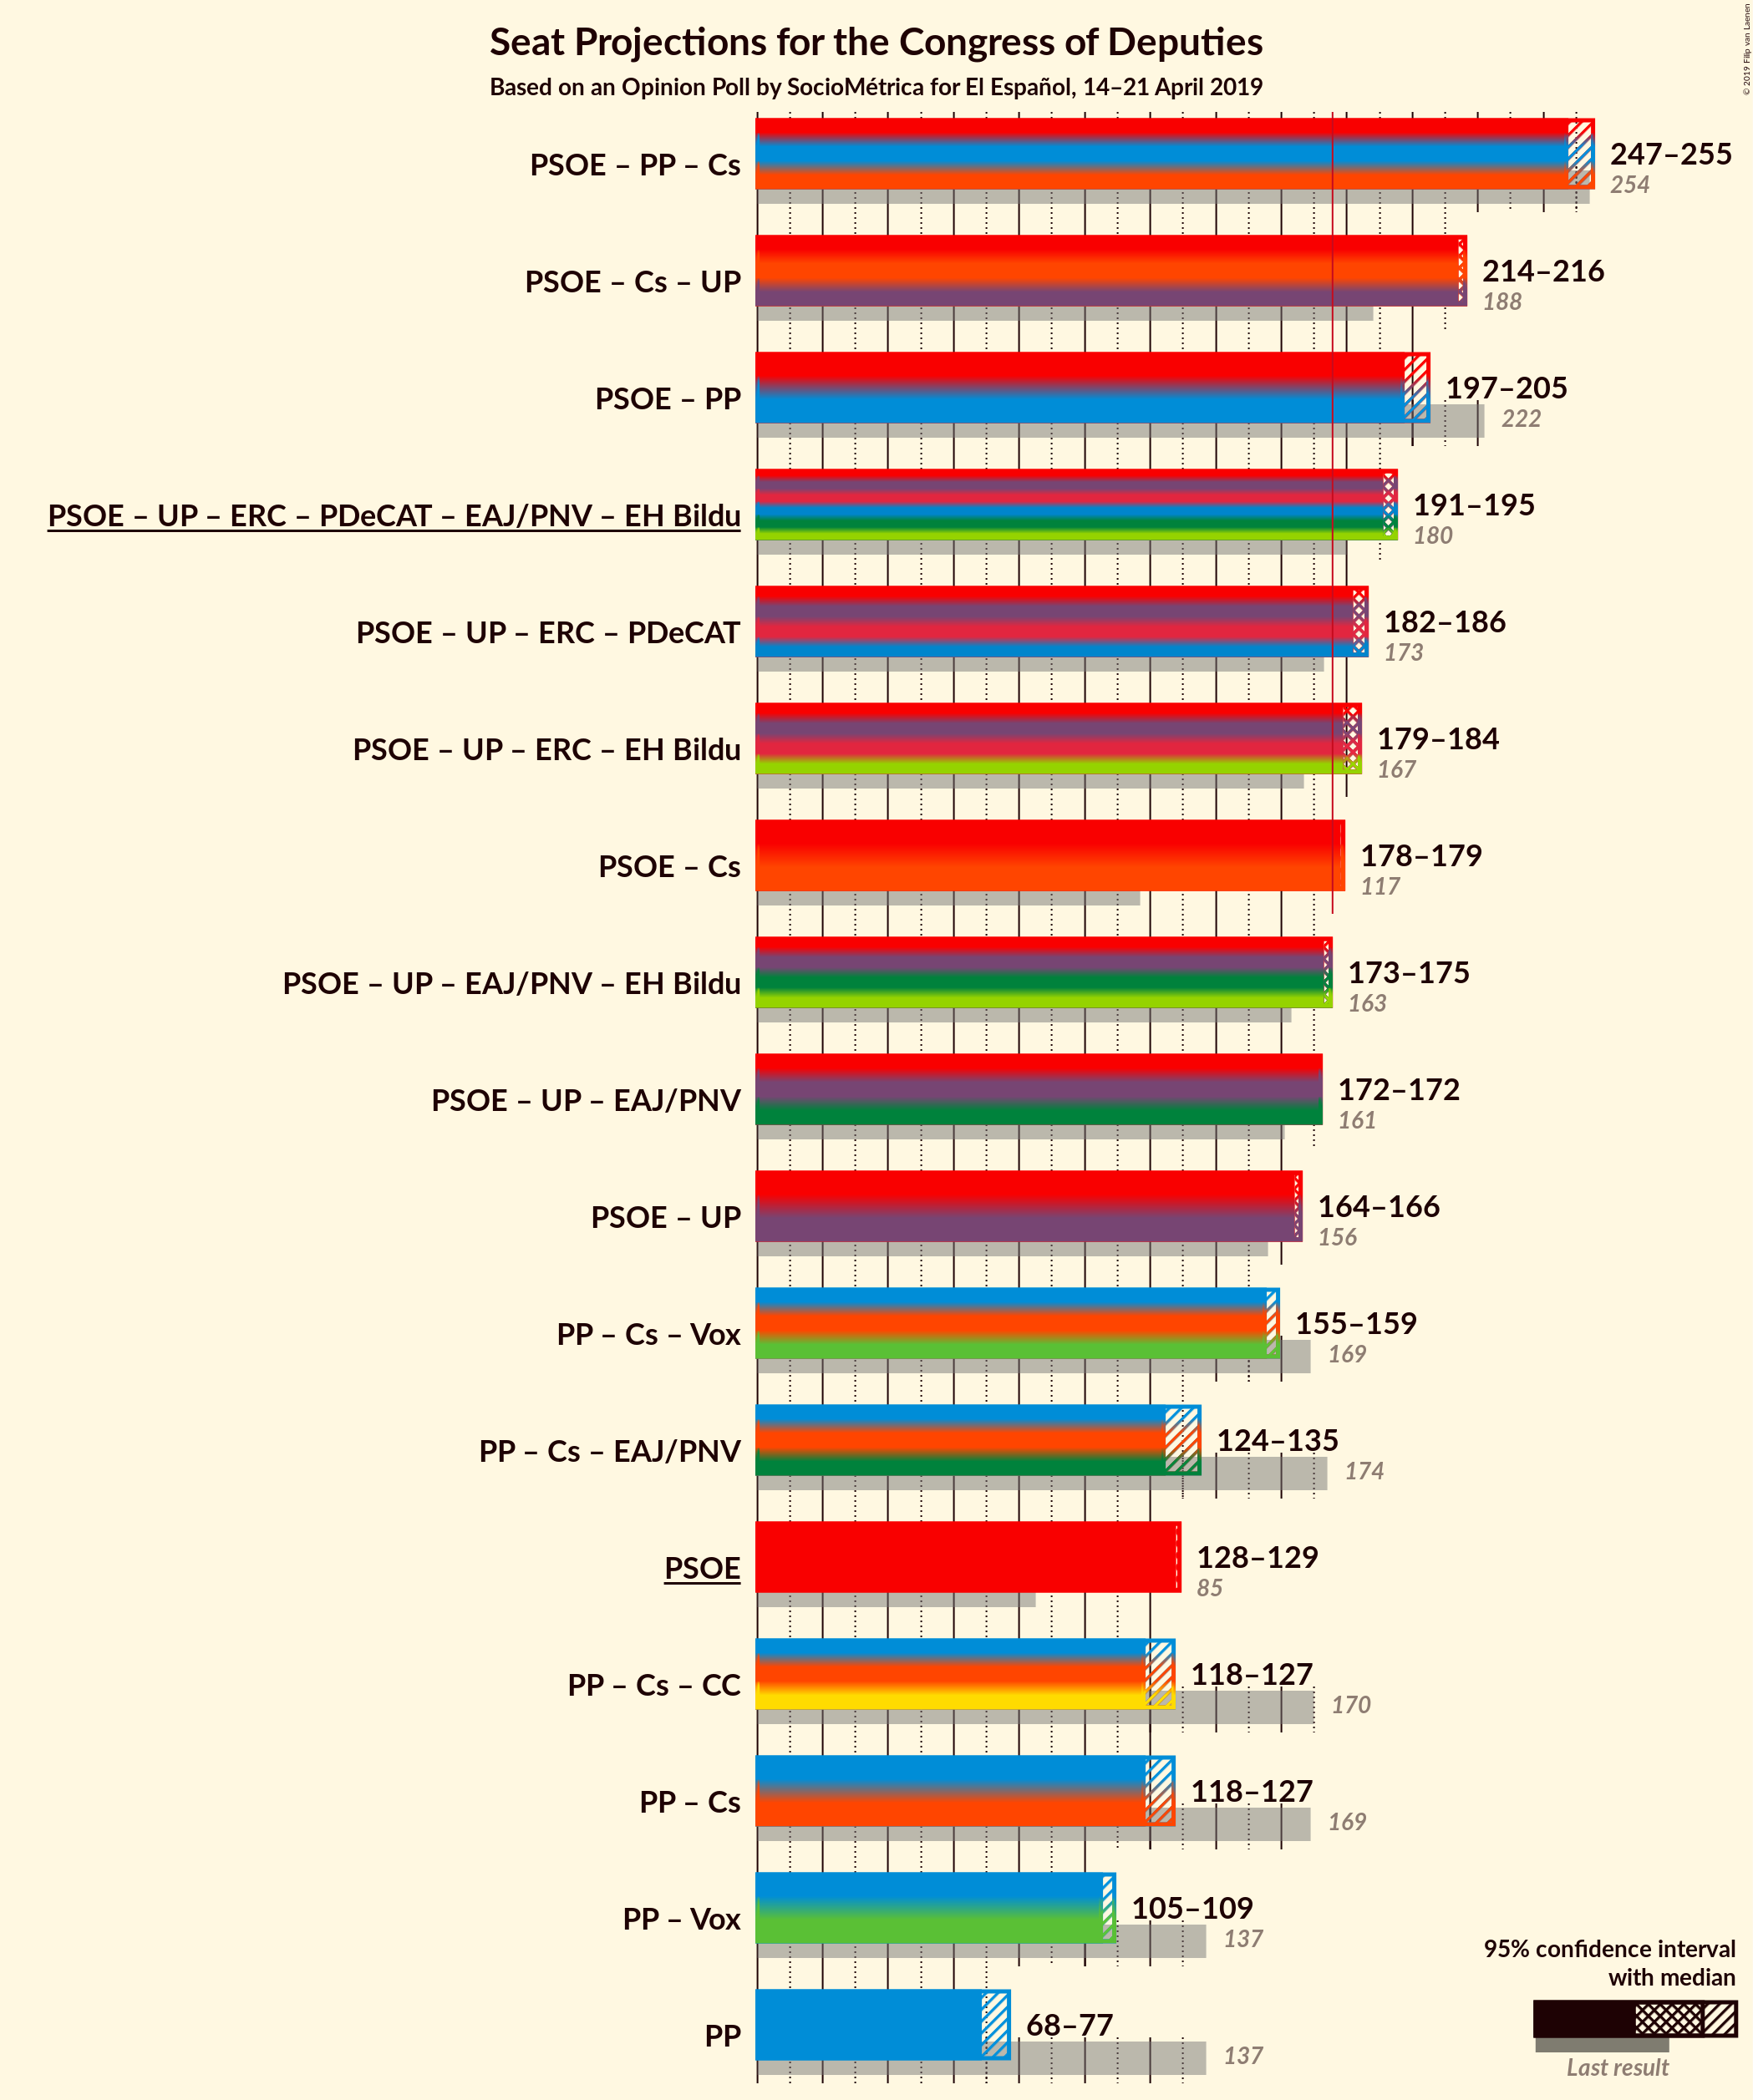 Seat Projections for the Congress of Deputies
Based on an Opinion Poll by SocioMétrica for El Español, 14–21 April 2019
© 2019 Filip van Laenen
PSOE – PP – Cs
247–255
254
PSOE – Cs – UP
214–216
188
PSOE – PP
197–205
222
PSOE – UP – ERC – PDeCAT – EAJ/PNV – EH Bildu
191–195
180
PSOE – UP – ERC – PDeCAT
182–186
173
PSOE – UP – ERC – EH Bildu
179–184
167
PSOE – Cs
178–179
117
PSOE – UP – EAJ/PNV – EH Bildu
173–175
163
PSOE – UP – EAJ/PNV
172–172
161
PSOE – UP
164–166
156
PP – Cs – Vox
155–159
169
PP – Cs – EAJ/PNV
124–135
174
PSOE
128–129
85
PP – Cs – CC
118–127
170
PP – Cs
118–127
169
PP – Vox
105–109
137
PP
68–77
137
95% confidence interval
with median
Last result